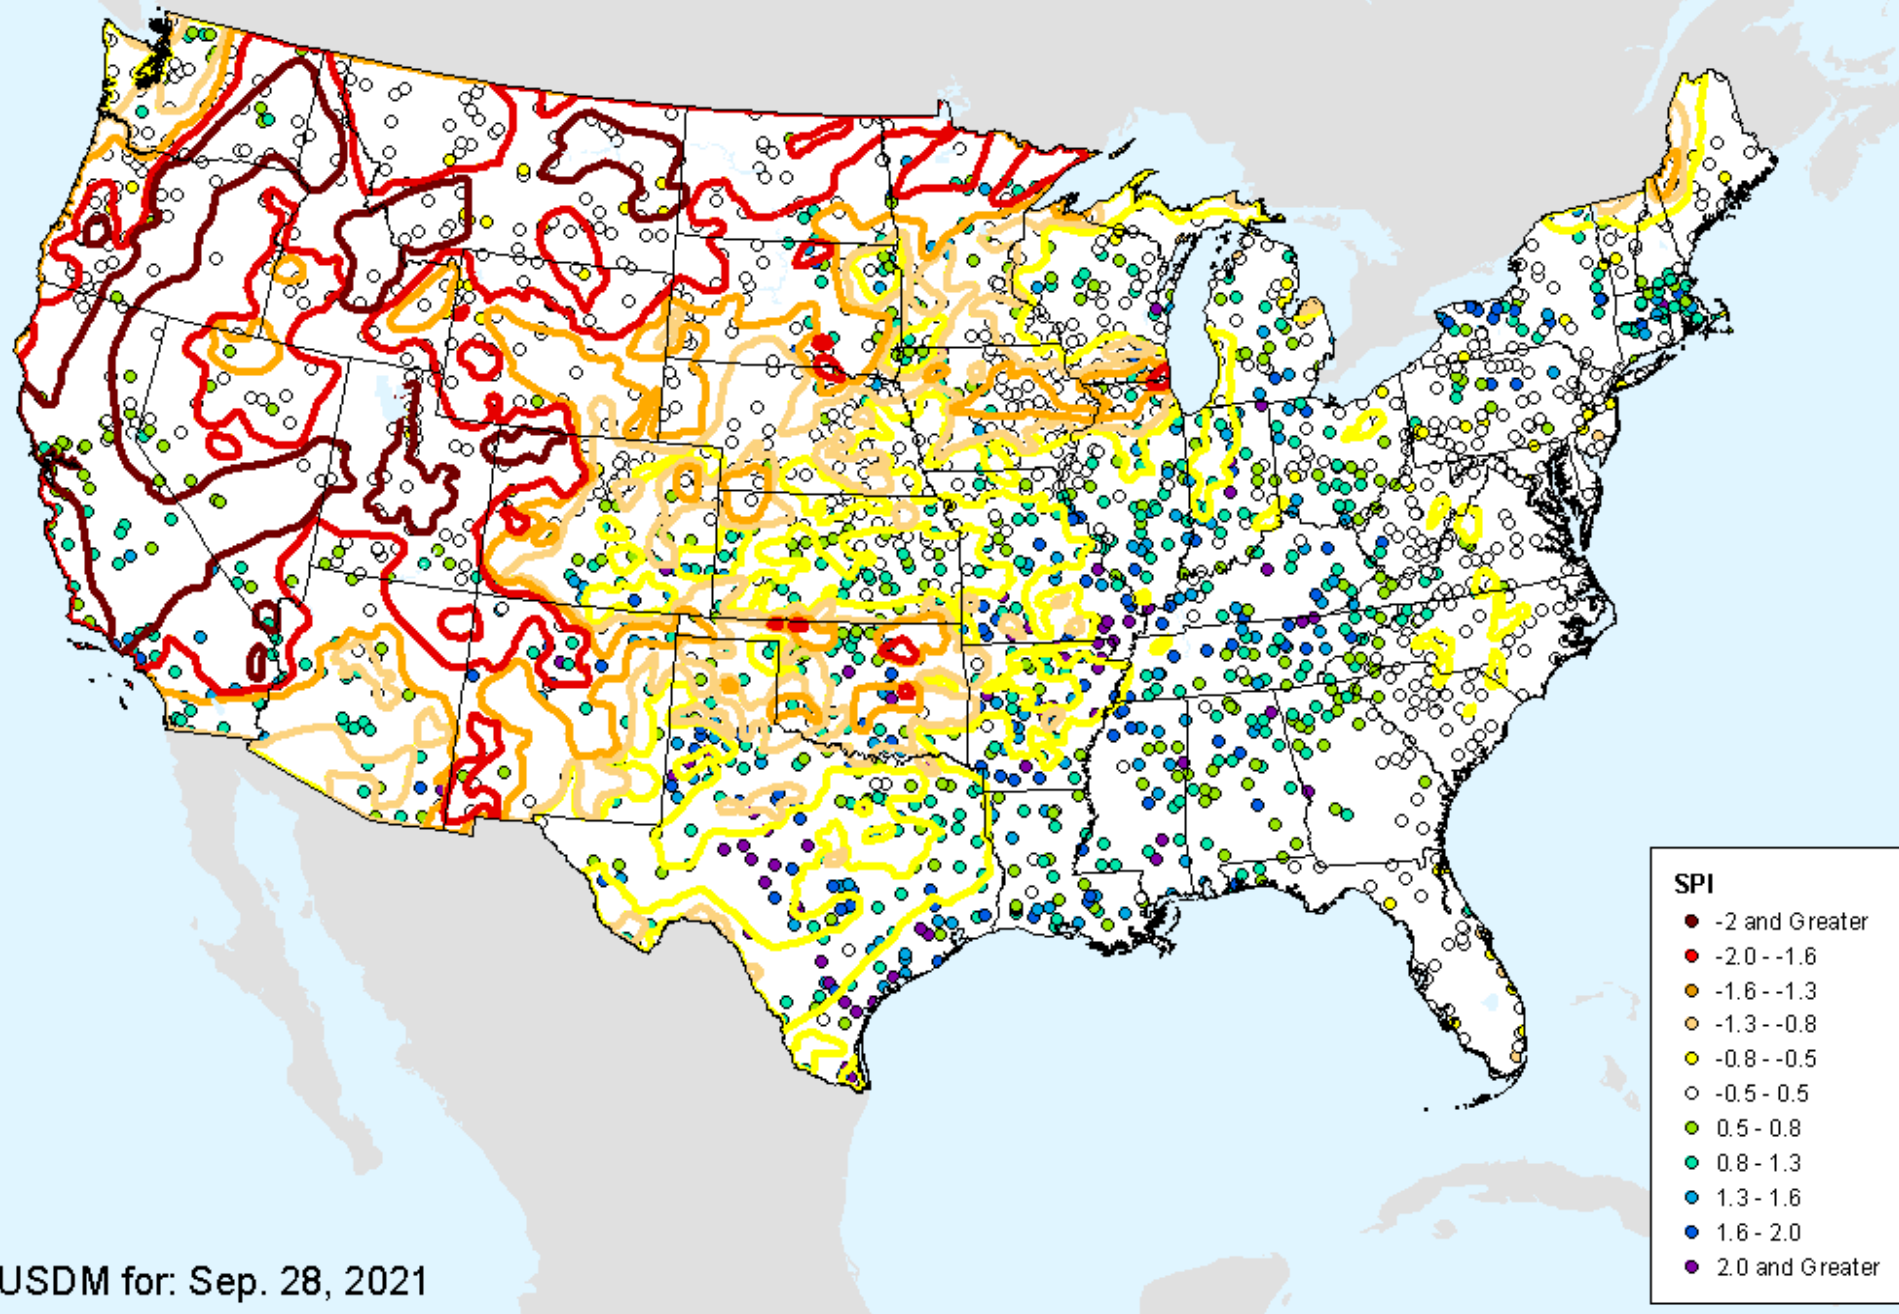 SPI
-2 and Greater
-2.0 - -1.6
-1.6 - -1.3
-1.3 - -0.8
-0.8 - -0.5
-0.5 - 0.5
0.5 - 0.8
0.8 - 1.3
1.3 - 1.6
1.6 - 2.0
2.0 and Greater
USDM for: Sep. 28, 2021